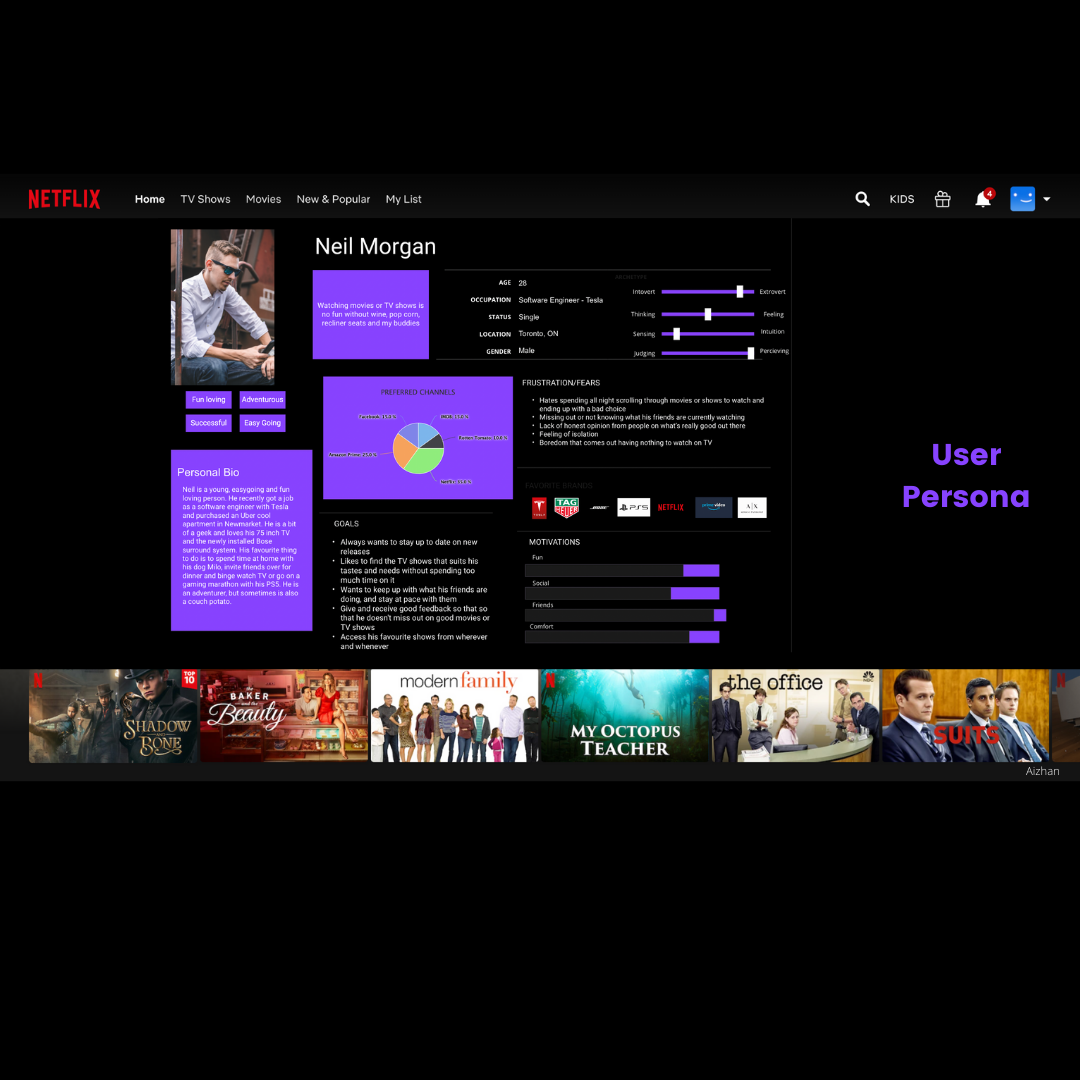 NETFLIX
Home
TV Shows
Movies
New & Popular
My List
KIDS
4
Neil Morgan
Watching movies or TV shows is
no fun without wine, pop corn,
recliner seats and my buddies
AGE 28
OCCUPATION Software Engineer - Tesla
STATUS Single
LOCATION Toronto, ON
GENDER Male
ARCHETYPE
Intovert Extrovert
Thinking Feeling
Sensing Intuition
Judging Percieving
Fun loving
Adventurous
Successful
Easy Going
Personal Bio
Neil is a young, easygoing and fun
loving person. He recently got a job
as a software engineer with Tesla
and purchased an Uber cool
apartment in Newmarket. He is a bit
of a geek and loves his 75 inch TV
and the newly installed Bose
surround system. His favourite thing
to do is to spend time at home with
his dog Milo, invite friends over for
dinner and binge watch TV or go on a
gaming marathon with his PS5. He is
an adventurer, but sometimes is also
a couch potato.
PREFERRED CHANNELS
GOALS
• Always wants to stay up to date on new
releases
• Likes to find the TV shows that suits his
tastes and needs without spending too
much time on it
• Wants to keep up with what his friends are
doing, and stay at pace with them
• Give and receive good feedback so that so
that he doesn't miss out on good movies or
TV shows
• Access his favourite shows from wherever
and whenever
FRUSTRATION/FEARS
• Hates spending all night scrolling through movies or shows to watch and
ending up with a bad choice
• Missing out or not knowing what his friends are currently watching
• Lack of honest opinion from people on what's really good out there
• Feeling of isolation
• Boredom that comes out having nothing to watch on TV
FAVORITE BRANDS
TESLA
TAG
HEUER
BOSE
PS5
NETFLIX
prime video
A|X
MOTIVATIONS
Fun
Social
Friends
Comfort
User
Persona
N
TOP
10
SHADOW
AND
BONE
the
BAKER
and the
Beauty
modern family
N
MY OCTOPUS
TEACHER
the office
NBC
SUITS
N
Aizhan